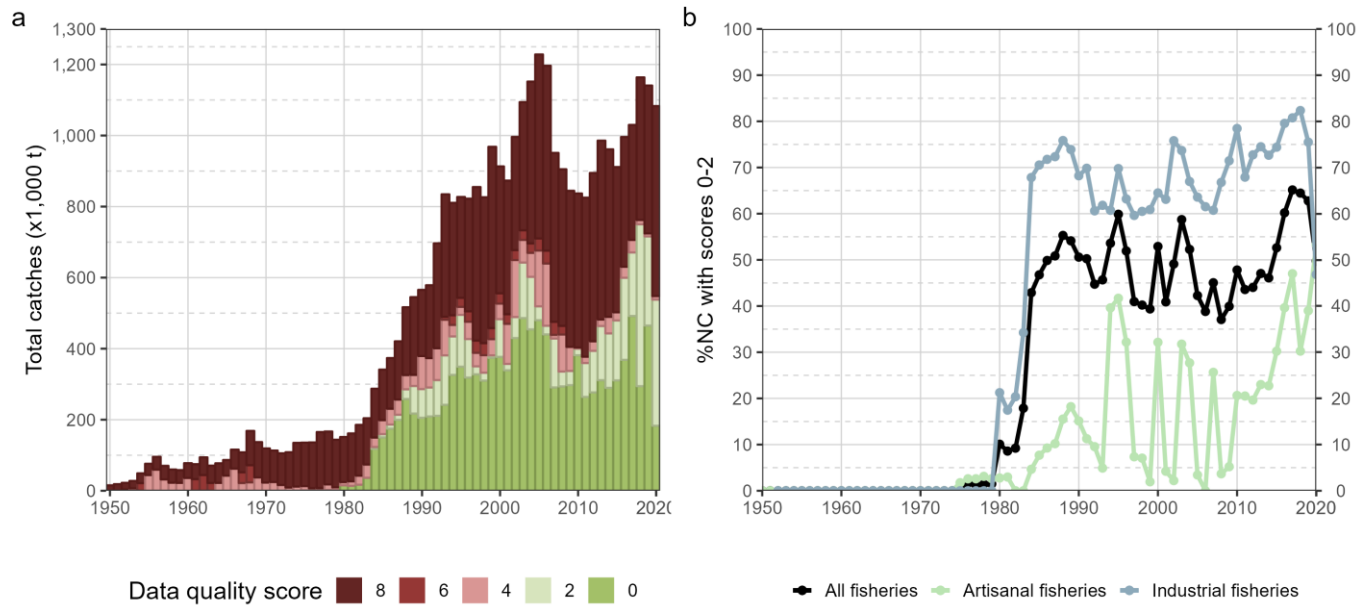 a
Total catches (x1,000 t)
1,300
1,200
1,000
800
600
400
200
0
1950 1960 1970 1980 1990 2000 2010 2020
Data quality score 8 6 4 2 0
b
%NC with scores 0-2
100 100
90 90
80 80
70 70
60 60
50 50
40 40
30 30
20 20
10 10
0 0
1950 1960 1970 1980 1990 2000 2010 2020
All fisheries Artisanal fisheries Industrial fisheries